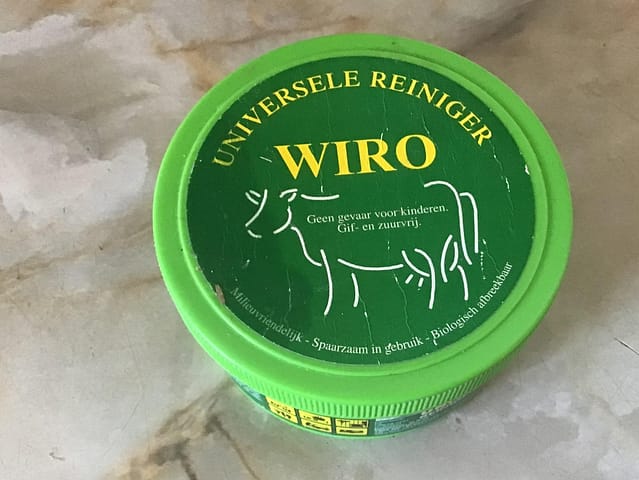 UNIVERSELE REINIGER
WIRO
Geen gevaar voor kinderen.
Gif- en zuurvrij.
Milieuvriendelijk - Spaarzaam in gebruik - Biologisch afbreekbaar